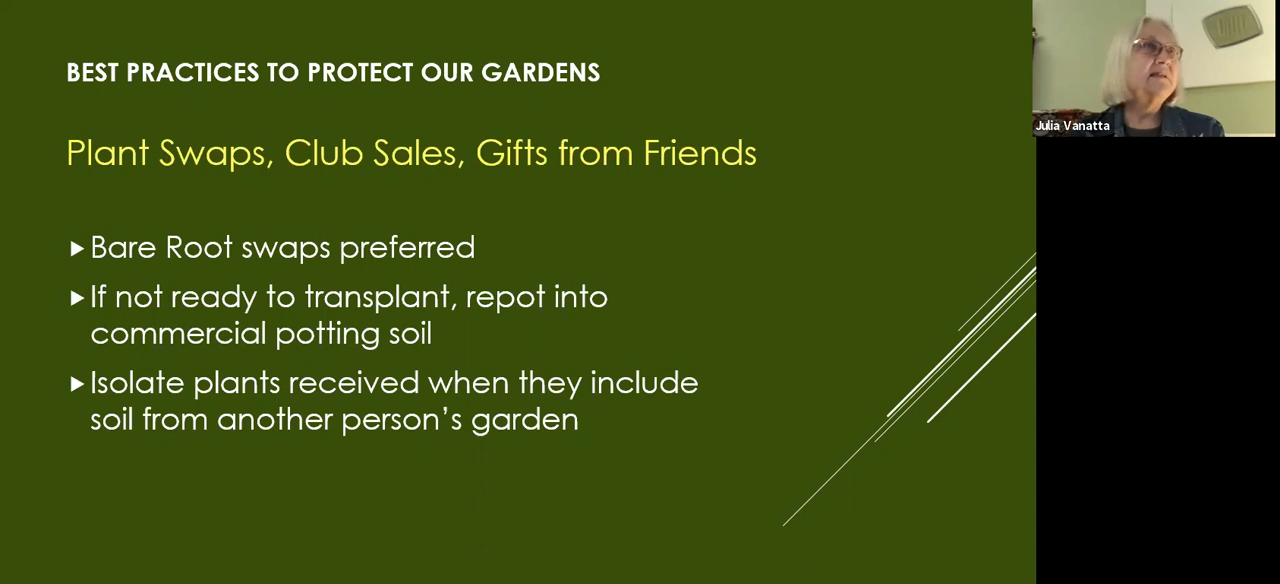 BEST PRACTICES TO PROTECT OUR GARDENS
Plant Swaps, Club Sales, Gifts from Friends
Bare Root swaps preferred
If not ready to transplant, repot into
commercial potting soil
Isolate plants received when they include
soil from another person's garden
Julia Vanatta